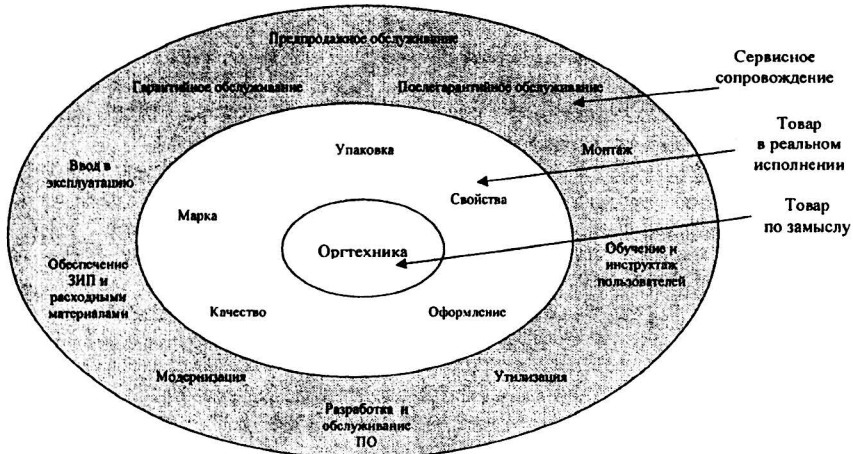 Предпродажное обслуживание
Гарантийное обслуживание
Послегарантийное обслуживание
Сервисное
сопровождение
Упаковка
Монтаж
Товар
в реальном
исполнении
Ввод в
эксплуатацию
Свойства
Марка
Товар
по замыслу
Оргтехника
Обучение и
инструктаж
пользователей
Обеспечение
ЗИП и
расходными
материалами
Качество
Оформление
Модернизация
Утилизация
Разработка и
обслуживание
ПО